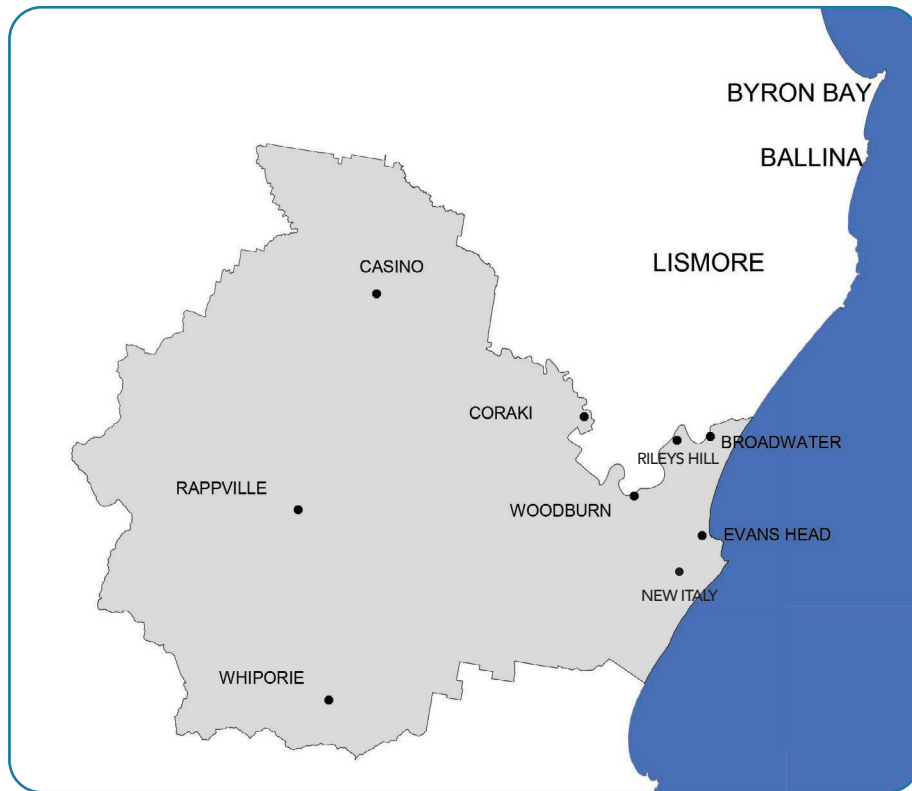 BYRON BAY
BALLINA
LISMORE
CASINO
CORAKI
BROADWATER
RILEYS HILL
RAPPVILLE
WOODBURN
EVANS HEAD
NEW ITALY
WHIPORIE